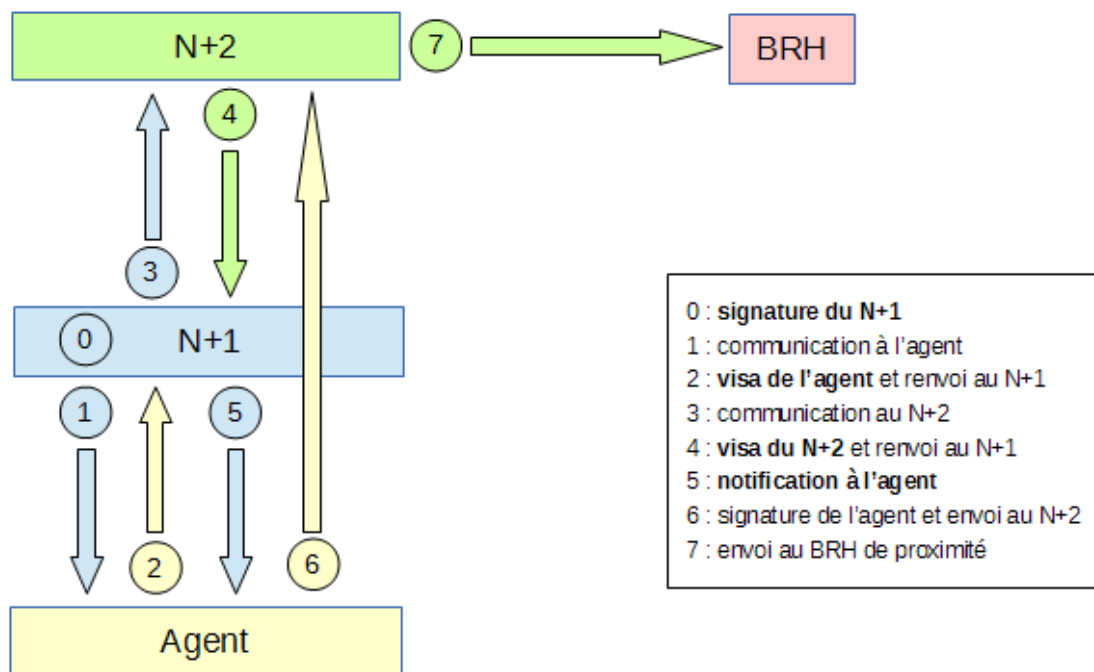 N+2
7
BRH
4
3
0
N+1
1
5
2
6
Agent
0 : signature du N+1
1 : communication à l'agent
2 : visa de l'agent et renvoi au N+1
3 : communication au N+2
4 : visa du N+2 et renvoi au N+1
5 : notification à l'agent
6 : signature de l'agent et envoi au N+2
7 : envoi au BRH de proximité